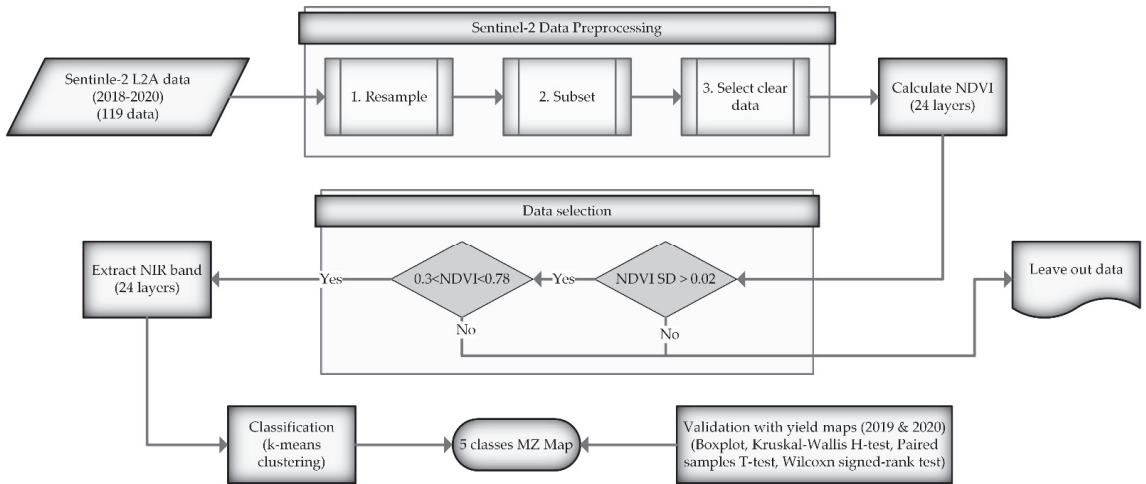 Sentinel-2 Data Preprocessing
Sentinle-2 L2A data
(2018-2020)
(119 data)
1. Resample
2. Subset
3. Select clear
data
Calculate NDVI
(24 layers)
Data selection
Extract NIR band
(24 layers)
Yes
0.3<NDVI<0.78
Yes
NDVI SD > 0.02
Leave out data
No
No
Classification
(k-means
clustering)
5 classes MZ Map
Validation with yield maps (2019 & 2020)
(Boxplot, Kruskal-Wallis H-test, Paired
samples T-test, Wilcoxn signed-rank test)